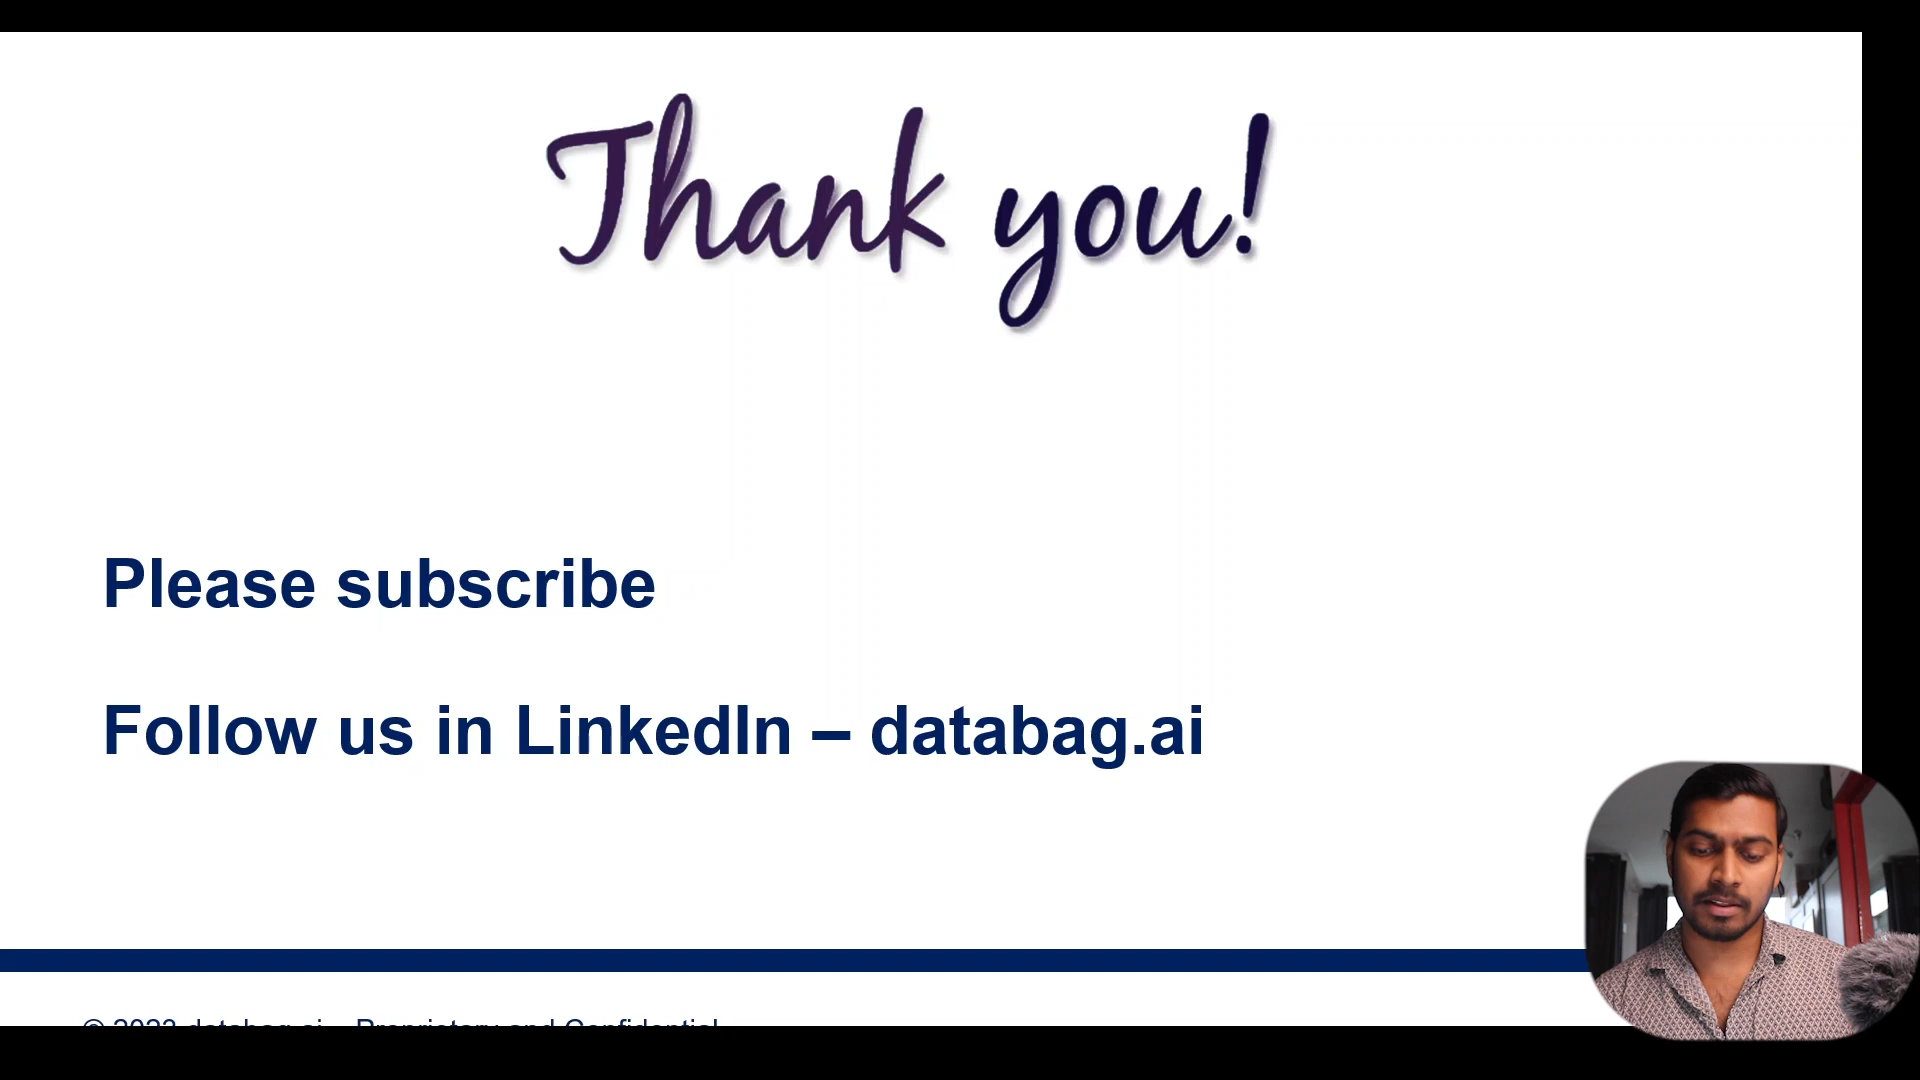 Thank you!
Please subscribe
Follow us in LinkedIn – databag.ai
© 2023 databag.ai – Proprietary and Confidential